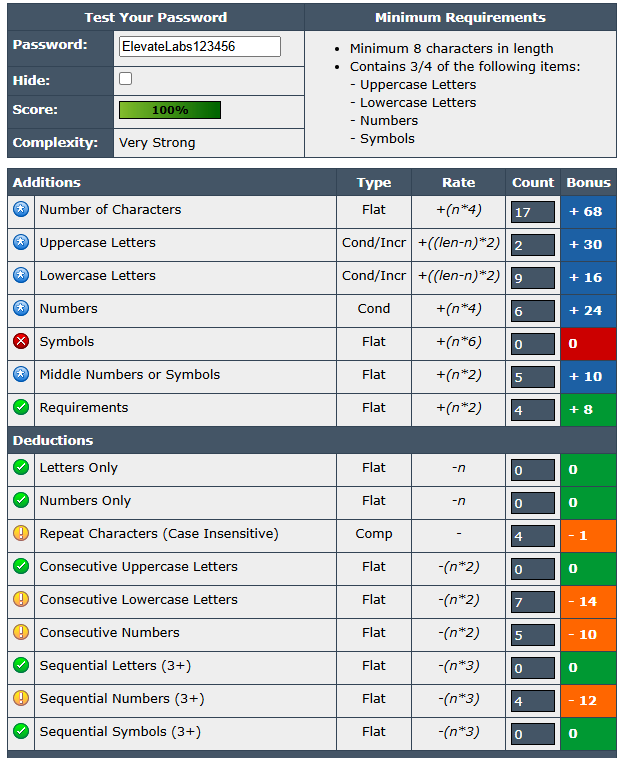 Test Your Password
Minimum Requirements
Password: ElevateLabs123456
Hide:
Score: 100%
Complexity: Very Strong
• Minimum 8 characters in length
• Contains 3/4 of the following items:
- Uppercase Letters
- Lowercase Letters
- Numbers
- Symbols
Additions Type Rate Count Bonus
Number of Characters Flat +(n*4) 17 + 68
Uppercase Letters Cond/Incr +((len-n)*2) 2 + 30
Lowercase Letters Cond/Incr +((len-n)*2) 9 + 16
Numbers Cond +(n*4) 6 + 24
Symbols Flat +(n*6) 0 0
Middle Numbers or Symbols Flat +(n*2) 5 + 10
Requirements Flat +(n*2) 4 + 8
Deductions
Letters Only Flat -n 0 0
Numbers Only Flat -n 0 0
Repeat Characters (Case Insensitive) Comp - 4 - 1
Consecutive Uppercase Letters Flat -(n*2) 0 0
Consecutive Lowercase Letters Flat -(n*2) 7 - 14
Consecutive Numbers Flat -(n*2) 5 - 10
Sequential Letters (3+) Flat -(n*3) 0 0
Sequential Numbers (3+) Flat -(n*3) 4 - 12
Sequential Symbols (3+) Flat -(n*3) 0 0